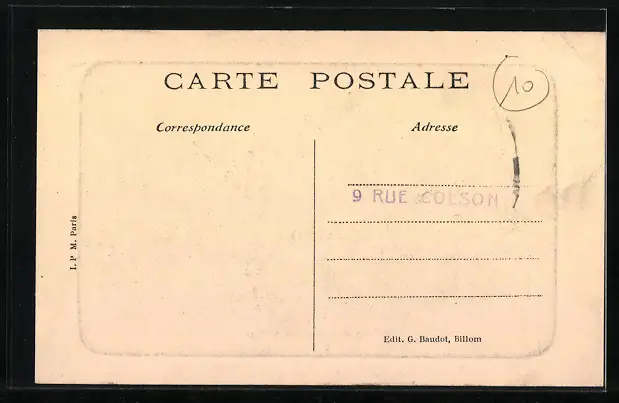 CARTE POSTALE
10
Correspondance
Adresse
9 RUE COLSON
I. P M. Paris
Edit. G. Baudot, Billom